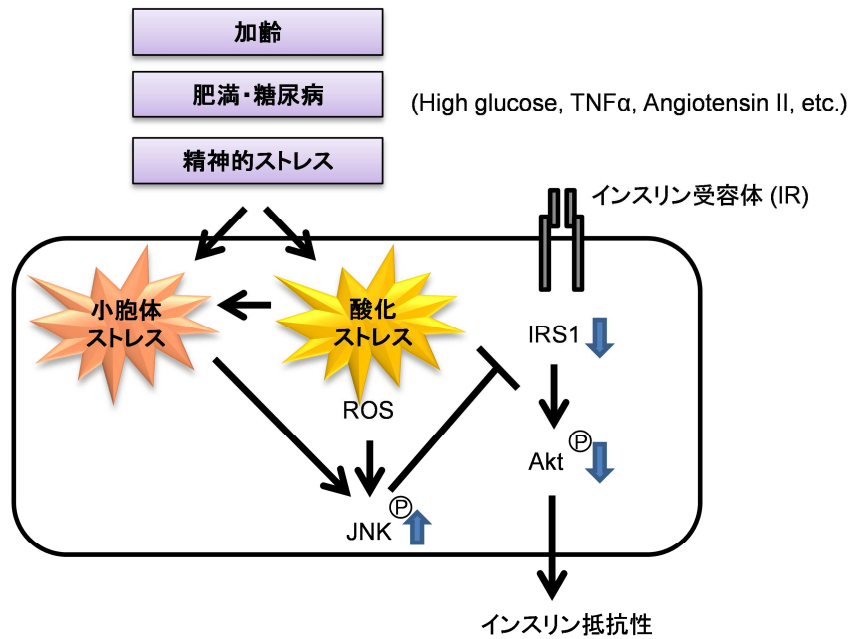 加齢
肥満・糖尿病
(High glucose, TNFα, Angiotensin II, etc.)
精神的ストレス
インスリン受容体 (IR)
小胞体
ストレス
酸化
ストレス
IRS1
ROS
P
Akt
P
JNK
インスリン抵抗性